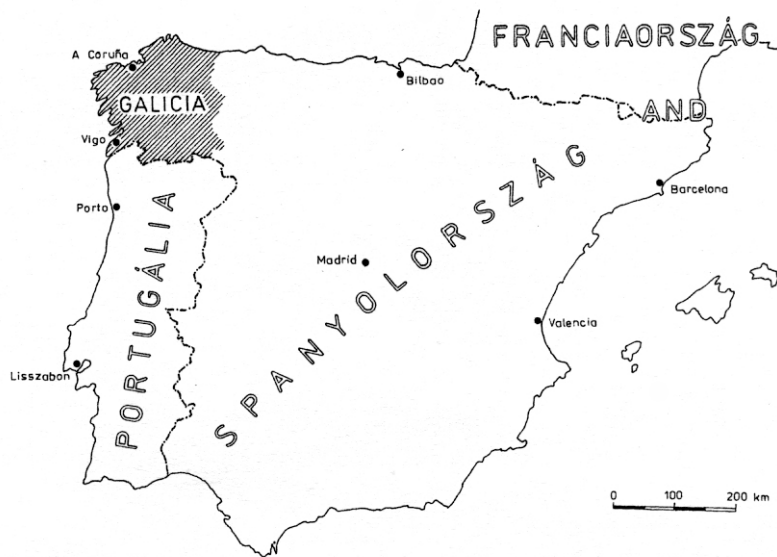 FRANCIAORSZÁG
A Coruña
Bilbao
GALICIA
AND
Vigo
Barcelona
Porto
Madrid
SPANYOLORSZÁG
PORTUGÁLIA
Valencia
Lisszabon
0 100 200 km